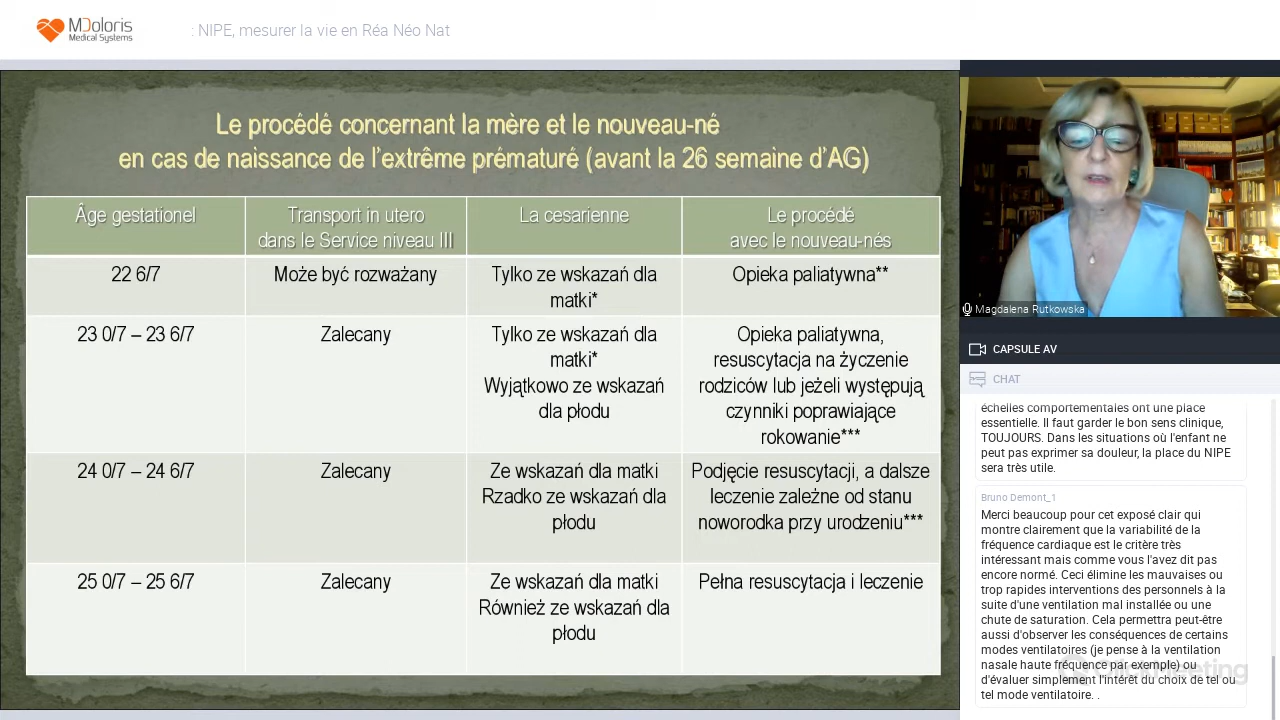 MDoloris
Medical Systems
: NIPE, mesurer la vie en Réa Néo Nat
Le procédé concernant la mère et le nouveau-né
en cas de naissance de l'extrême prématuré (avant la 26 semaine d'AG)
Âge gestationel
Transport in utero
dans le Service niveau III
La cesarienne
Le procédé
avec le nouveau-nés
22 6/7
Może być rozważany
Tylko ze wskazań dla
matki*
Opieka paliatywna**
23 0/7 – 23 6/7
Zalecany
Tylko ze wskazań dla
matki*
Wyjątkowo ze wskazań
dla płodu
Opieka paliatywna,
resuscytacja na życzenie
rodziców lub jeżeli występują
czynniki poprawiające
rokowanie***
24 0/7 – 24 6/7
Zalecany
Ze wskazań dla matki
Rzadko ze wskazań dla
płodu
Podjęcie resuscytacji, a dalsze
leczenie zależne od stanu
noworodka przy urodzeniu***
25 0/7 – 25 6/7
Zalecany
Ze wskazań dla matki
Również ze wskazań dla
płodu
Pełna resuscytacja i leczenie
Magdalena Rutkowska
CAPSULE AV
CHAT
échelles comportementales ont une place
essentielle. Il faut garder le bon sens clinique,
TOUJOURS. Dans les situations où l'enfant ne
peut pas exprimer sa douleur, la place du NIPE
sera très utile.
Bruno Demont_1
Merci beaucoup pour cet exposé clair qui
montre clairement que la variabilité de la
fréquence cardiaque est le critère très
intéressant mais comme vous l'avez dit pas
encore normé. Ceci élimine les mauvaises ou
trop rapides interventions des personnels à la
suite d'une ventilation mal installée ou une
chute de saturation. Cela permettra peut-être
aussi d'observer les conséquences de certains
modes ventilatoires (je pense à la ventilation
nasale haute fréquence par exemple) ou
d'évaluer simplement l'intérêt du choix de tel ou
tel mode ventilatoire. .